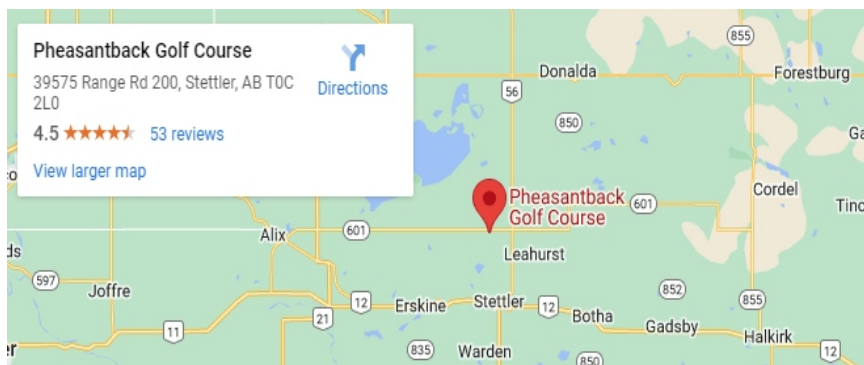 Pheasantback Golf Course
39575 Range Rd 200, Stettler, AB T0C
2L0
Directions
4.5
53 reviews
View larger map
855
Donalda
Forestburg
56
850
Cordel
Pheasantback
Golf Course
601
Tinc
Alix
601
Leahurst
ds
597
Joffre
12
Erskine
Stettler
12
Botha
852
855
21
11
Gadsby
Halkirk
835
Warden
850
12